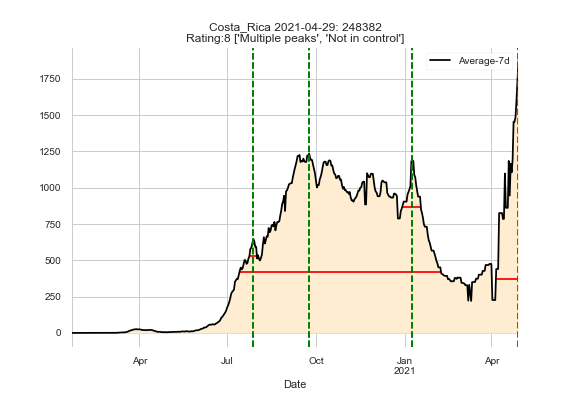 Costa_Rica 2021-04-29: 248382
Rating:8 ['Multiple peaks', 'Not in control']
Average-7d
1750
1500
1250
1000
750
500
250
0
Apr
Jul
Oct
Jan
2021
Apr
Date